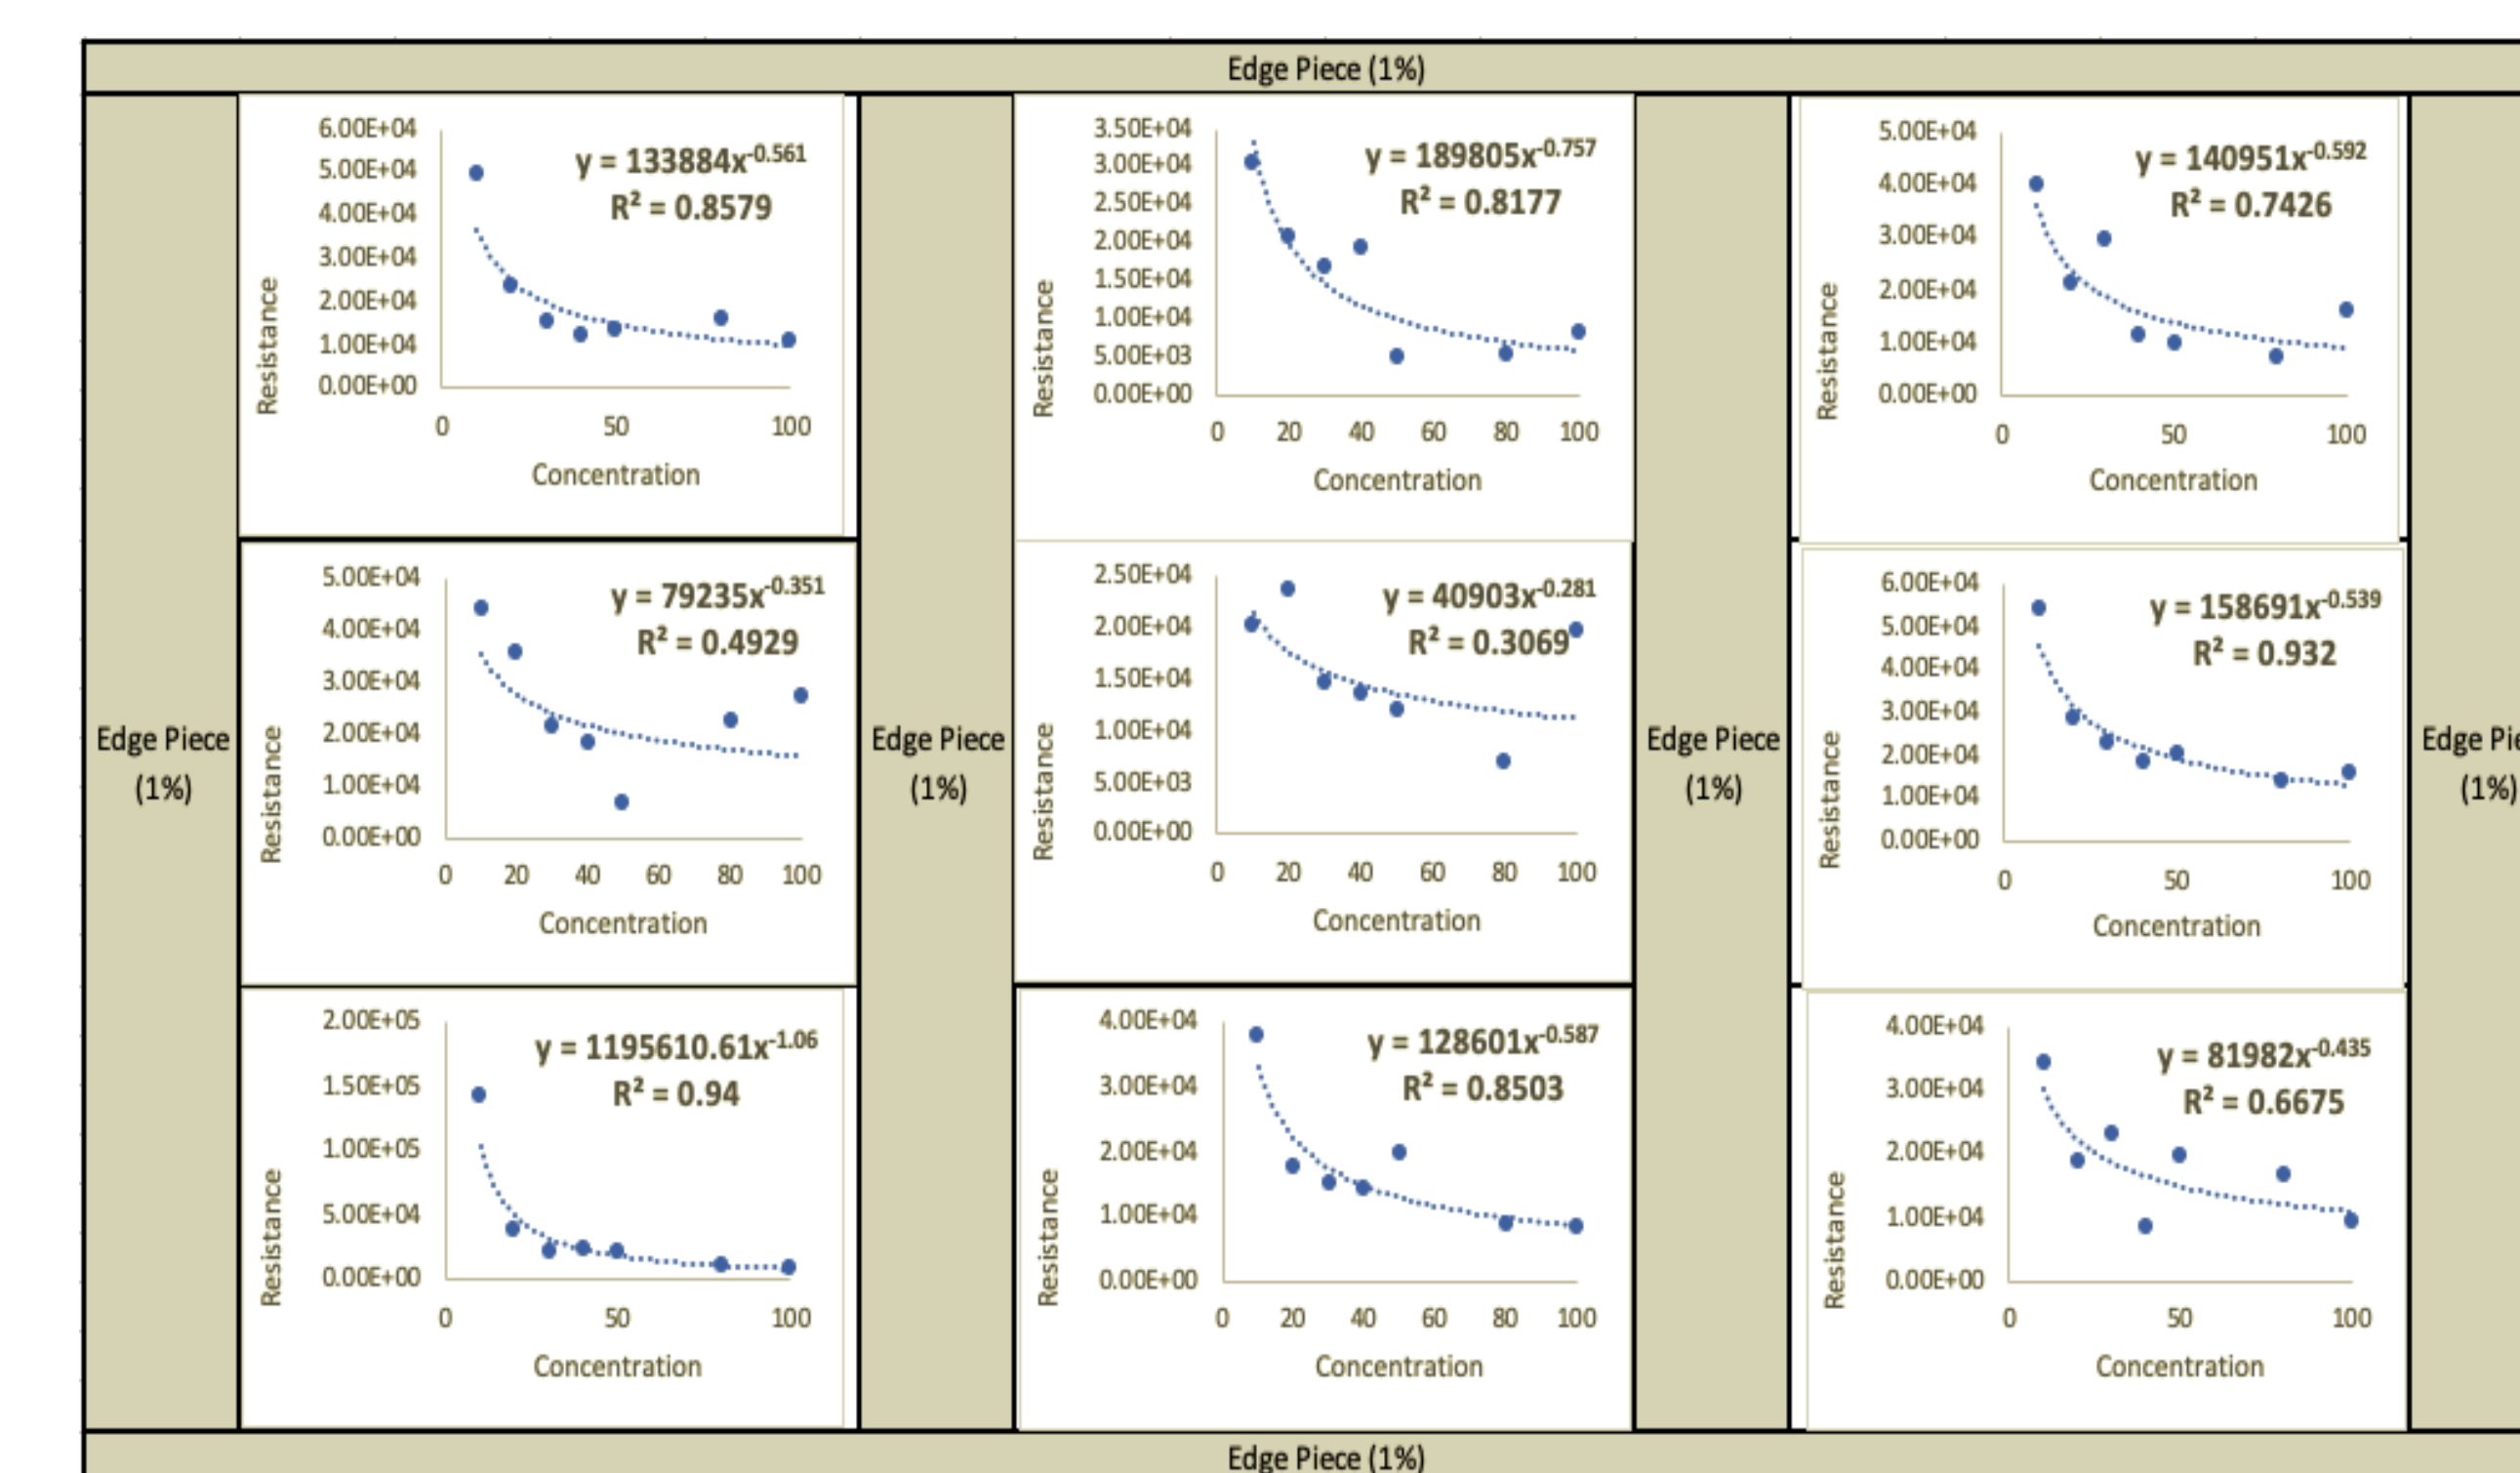 Edge Piece (1%)
Edge Piece
(1%)
6.00E+04
5.00E+04
4.00E+04
3.00E+04
2.00E+04
1.00E+04
0.00E+00
Resistance
y = 133884x^-0.561
R² = 0.8579
0 50 100
Concentration
5.00E+04
4.00E+04
3.00E+04
2.00E+04
1.00E+04
0.00E+00
Resistance
y = 79235x^-0.351
R² = 0.4929
0 20 40 60 80 100
Concentration
2.00E+05
1.50E+05
1.00E+05
5.00E+04
0.00E+00
Resistance
y = 1195610.61x^-1.06
R² = 0.94
0 50 100
Concentration
Edge Piece
(1%)
3.50E+04
3.00E+04
2.50E+04
2.00E+04
1.50E+04
1.00E+04
5.00E+03
0.00E+00
Resistance
y = 189805x^-0.757
R² = 0.8177
0 20 40 60 80 100
Concentration
2.50E+04
2.00E+04
1.50E+04
1.00E+04
5.00E+03
0.00E+00
Resistance
y = 40903x^-0.281
R² = 0.3069
0 20 40 60 80 100
Concentration
4.00E+04
3.00E+04
2.00E+04
1.00E+04
0.00E+00
Resistance
y = 128601x^-0.587
R² = 0.8503
0 20 40 60 80 100
Concentration
Edge Piece
(1%)
5.00E+04
4.00E+04
3.00E+04
2.00E+04
1.00E+04
0.00E+00
Resistance
y = 140951x^-0.592
R² = 0.7426
0 50 100
Concentration
6.00E+04
5.00E+04
4.00E+04
3.00E+04
2.00E+04
1.00E+04
0.00E+00
Resistance
y = 158691x^-0.539
R² = 0.932
0 50 100
Concentration
4.00E+04
3.00E+04
2.00E+04
1.00E+04
0.00E+00
Resistance
y = 81982x^-0.435
R² = 0.6675
0 50 100
Concentration
Edge Pie
(1%)
Edge Piece (1%)